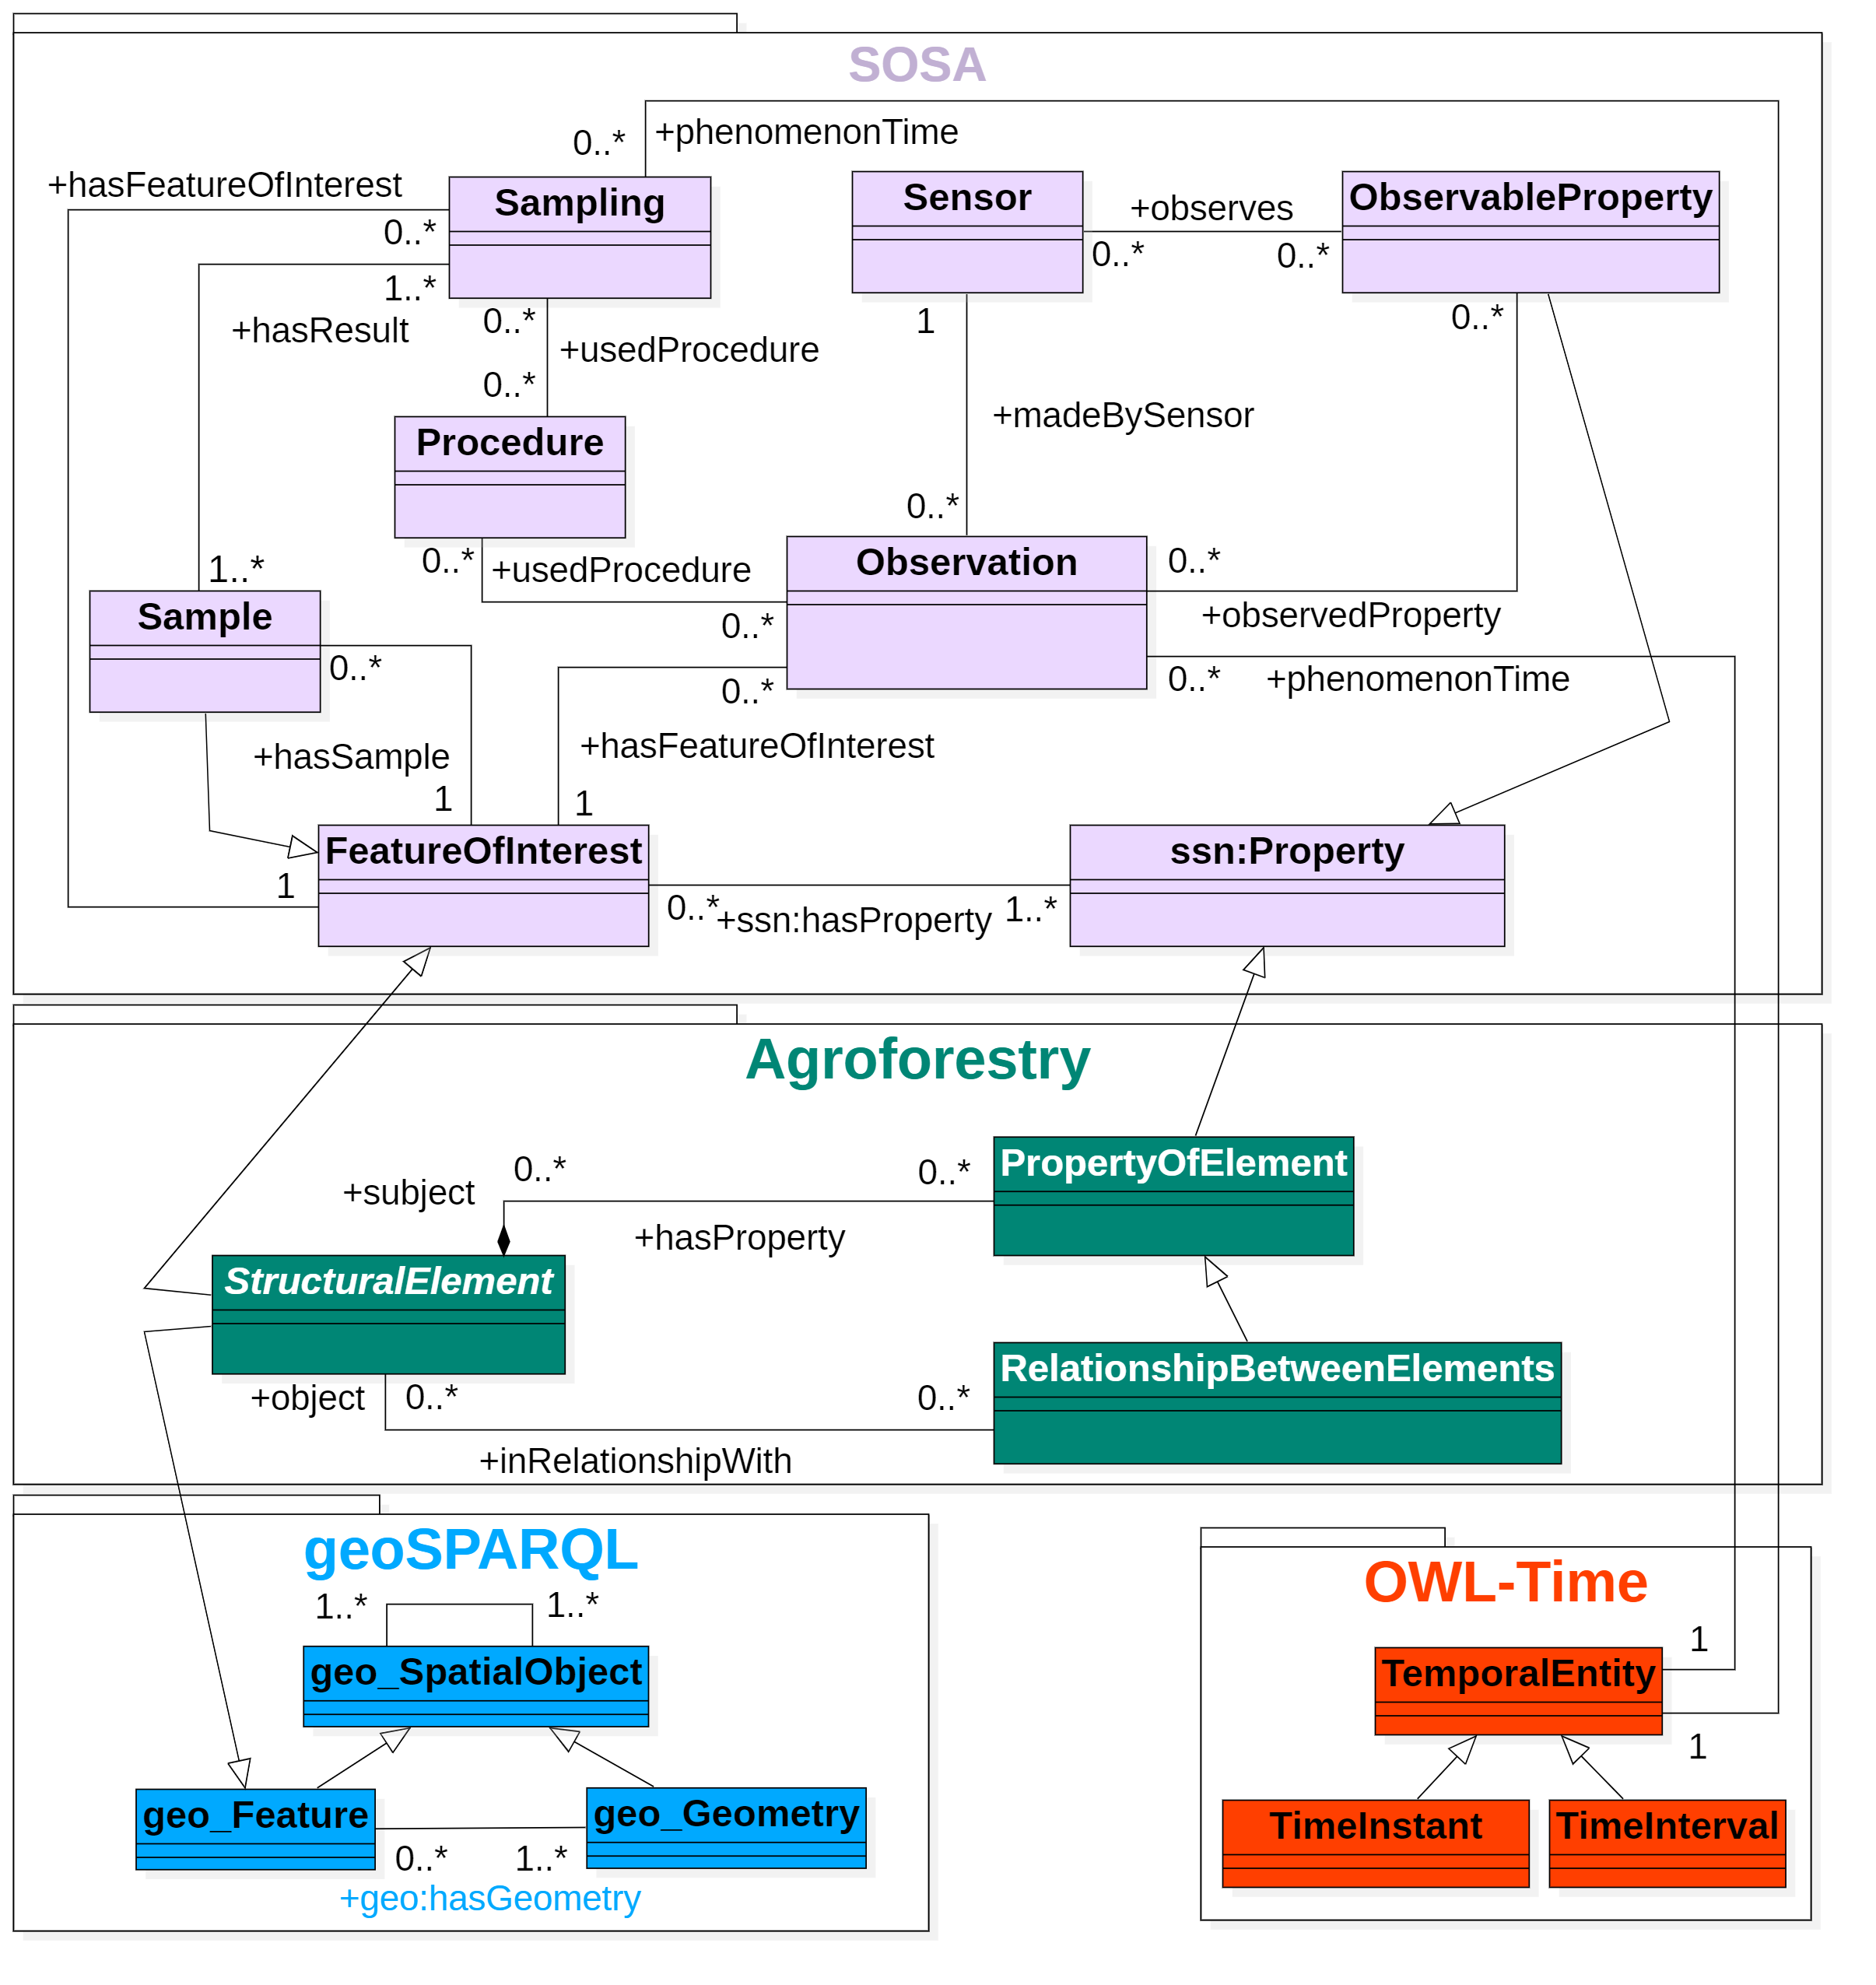 SOSA
0..*
+phenomenonTime
+hasFeatureOfInterest
Sampling
Sensor
ObservableProperty
+observes
0..*
0..*
0..*
1..*
+hasResult
0..*
+usedProcedure
1
0..*
0..*
+madeBySensor
Procedure
0..*
0..*
+usedProcedure
Observation
0..*
1..*
+observedProperty
Sample
0..*
0..*
0..*
0..*
+phenomenonTime
+hasSample
+hasFeatureOfInterest
1
1
FeatureOfInterest
ssn:Property
1
0..*
+ssn:hasProperty
1..*
Agroforestry
0..*
0..*
PropertyOfElement
+subject
+hasProperty
StructuralElement
RelationshipBetweenElements
+object
0..*
0..*
+inRelationshipWith
geoSPARQL
OWL-Time
1..*
1..*
1
geo_SpatialObject
TemporalEntity
1
geo_Feature
geo_Geometry
TimeInstant
TimeInterval
0..*
1..*
+geo:hasGeometry